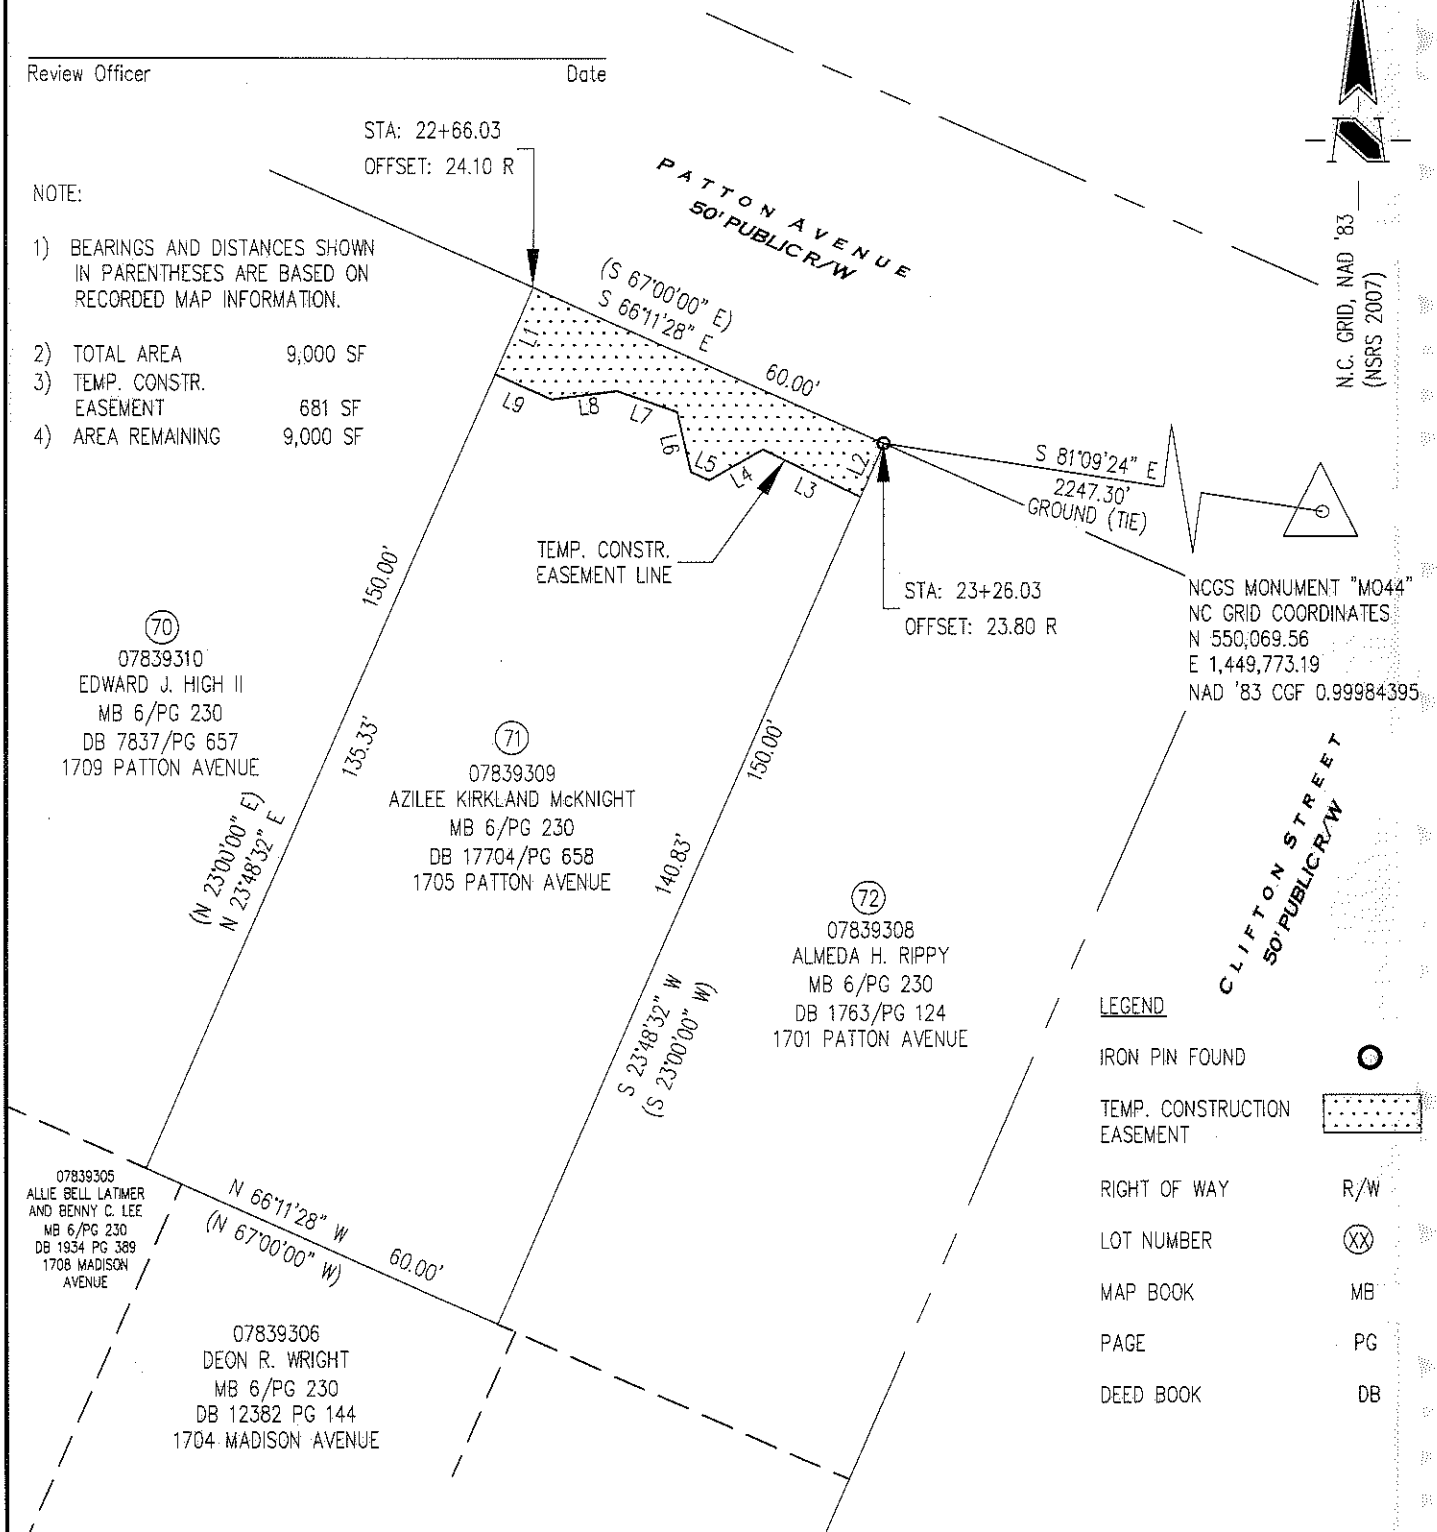 Review Officer Date
STA: 22+66.03
OFFSET: 24.10 R
NOTE:
1) BEARINGS AND DISTANCES SHOWN
IN PARENTHESES ARE BASED ON
RECORDED MAP INFORMATION.
2) TOTAL AREA 9,000 SF
3) TEMP. CONSTR.
EASEMENT 681 SF
4) AREA REMAINING 9,000 SF
PATTON AVENUE
50' PUBLIC R/W
N
N.C. GRID, NAD '83
(NSRS 2007)
(S 67°00'00" E)
S 66°11'28" E
60.00'
L1
L9
L8
L7
L6
L5
L4
L3
L2
S 81°09'24" E
2247.30'
GROUND (TIE)
TEMP. CONSTR.
EASEMENT LINE
STA: 23+26.03
OFFSET: 23.80 R
NCGS MONUMENT "M044"
NC GRID COORDINATES
N 550,069.56
E 1,449,773.19
NAD '83 CGF 0.99984395
150.00'
135.33'
(N 23°00'00" E)
N 23°48'32" E
70
07839310
EDWARD J. HIGH II
MB 6/PG 230
DB 7837/PG 657
1709 PATTON AVENUE
71
07839309
AZILEE KIRKLAND McKNIGHT
MB 6/PG 230
DB 17704/PG 658
1705 PATTON AVENUE
150.00'
140.83'
S 23°48'32" W
(S 23°00'00" W)
72
07839308
ALMEDA H. RIPPY
MB 6/PG 230
DB 1763/PG 124
1701 PATTON AVENUE
CLIFTON STREET
50' PUBLIC R/W
07839305
ALLIE BELL LATIMER
AND BENNY C. LEE
MB 6/PG 230
DB 1934 PG 389
1708 MADISON
AVENUE
N 66°11'28" W
(N 67°00'00" W)
60.00'
07839306
DEON R. WRIGHT
MB 6/PG 230
DB 12382 PG 144
1704 MADISON AVENUE
LEGEND
IRON PIN FOUND
TEMP. CONSTRUCTION
EASEMENT
RIGHT OF WAY R/W
LOT NUMBER XX
MAP BOOK MB
PAGE PG
DEED BOOK DB